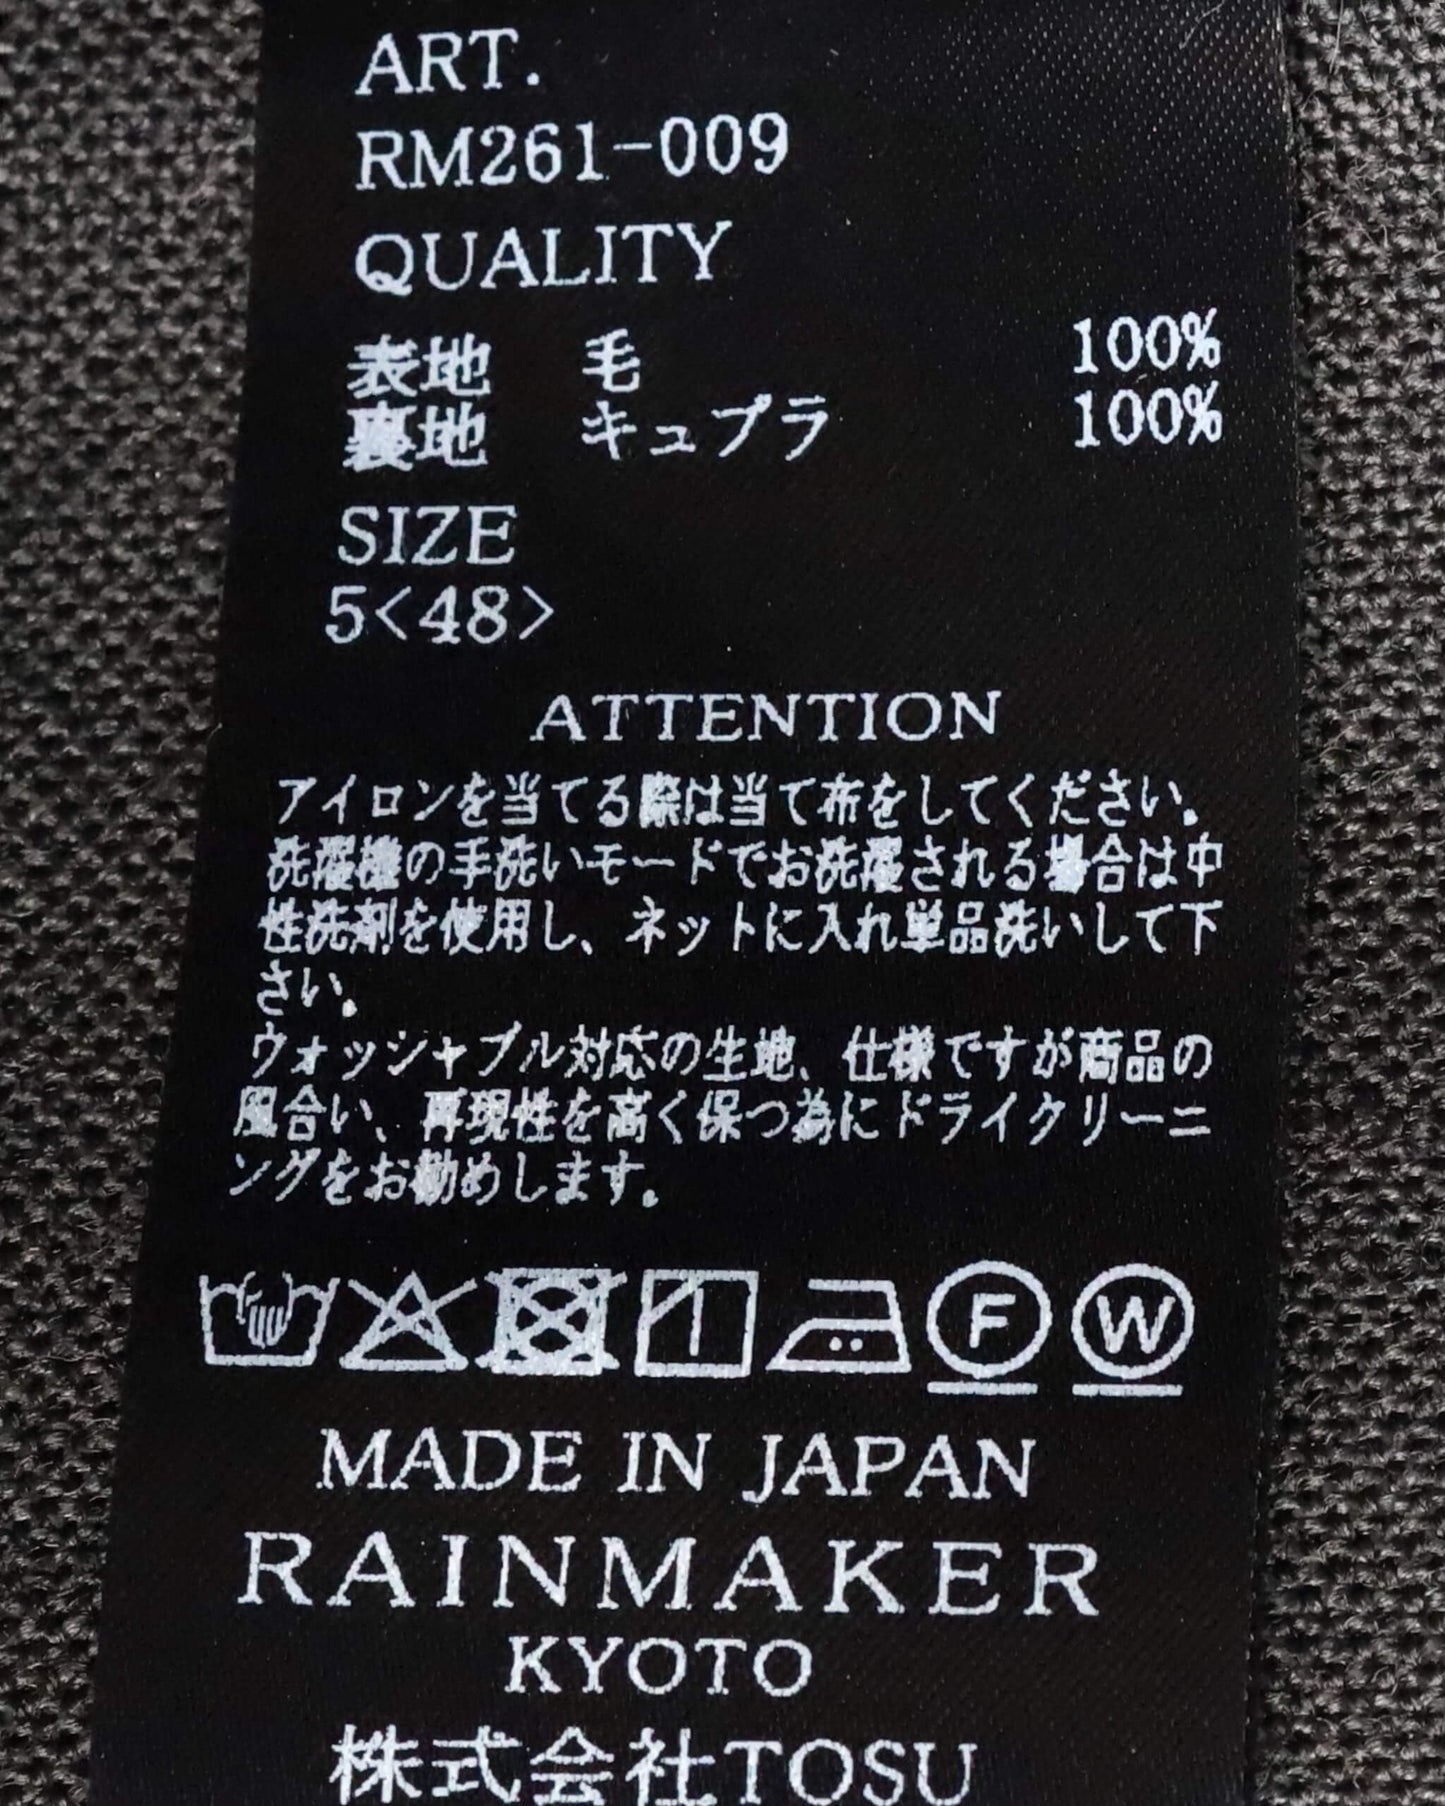 ART.
RM261-009
QUALITY
表地 毛 100%
裏地 キュプラ 100%
SIZE
5<48>
ATTENTION
アイロンを当てる際は当て布をしてください。
洗濯機の手洗いモードでお洗濯される場合は中
性洗剤を使用し、ネットに入れ単品洗いして下
さい。
ウォッシャブル対応の生地、仕様ですが商品の
風合い、再現性を高く保つ為にドライクリーニ
ングをお勧めします。
F W
MADE IN JAPAN
RAINMAKER
KYOTO
株式会社TOSU